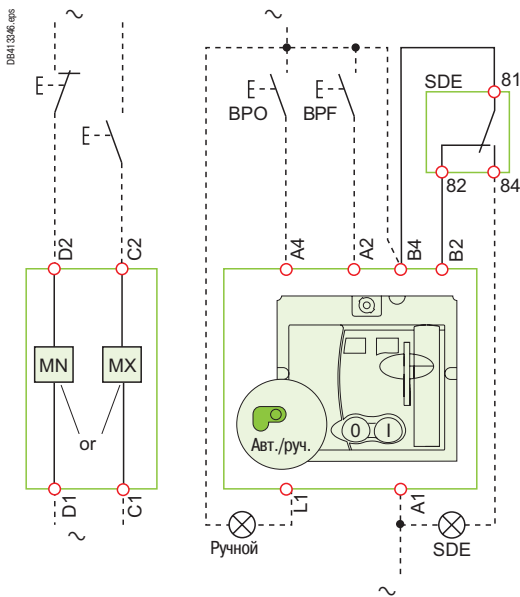 DB413346.eps
~
~
81
SDE
E
E
E
E
BPO
BPF
82
84
D2
C2
A4
A2
B4
B2
MN
MX
or
O
I
Авт./руч.
D1
C1
L1
A1
~
Ручной
SDE
~